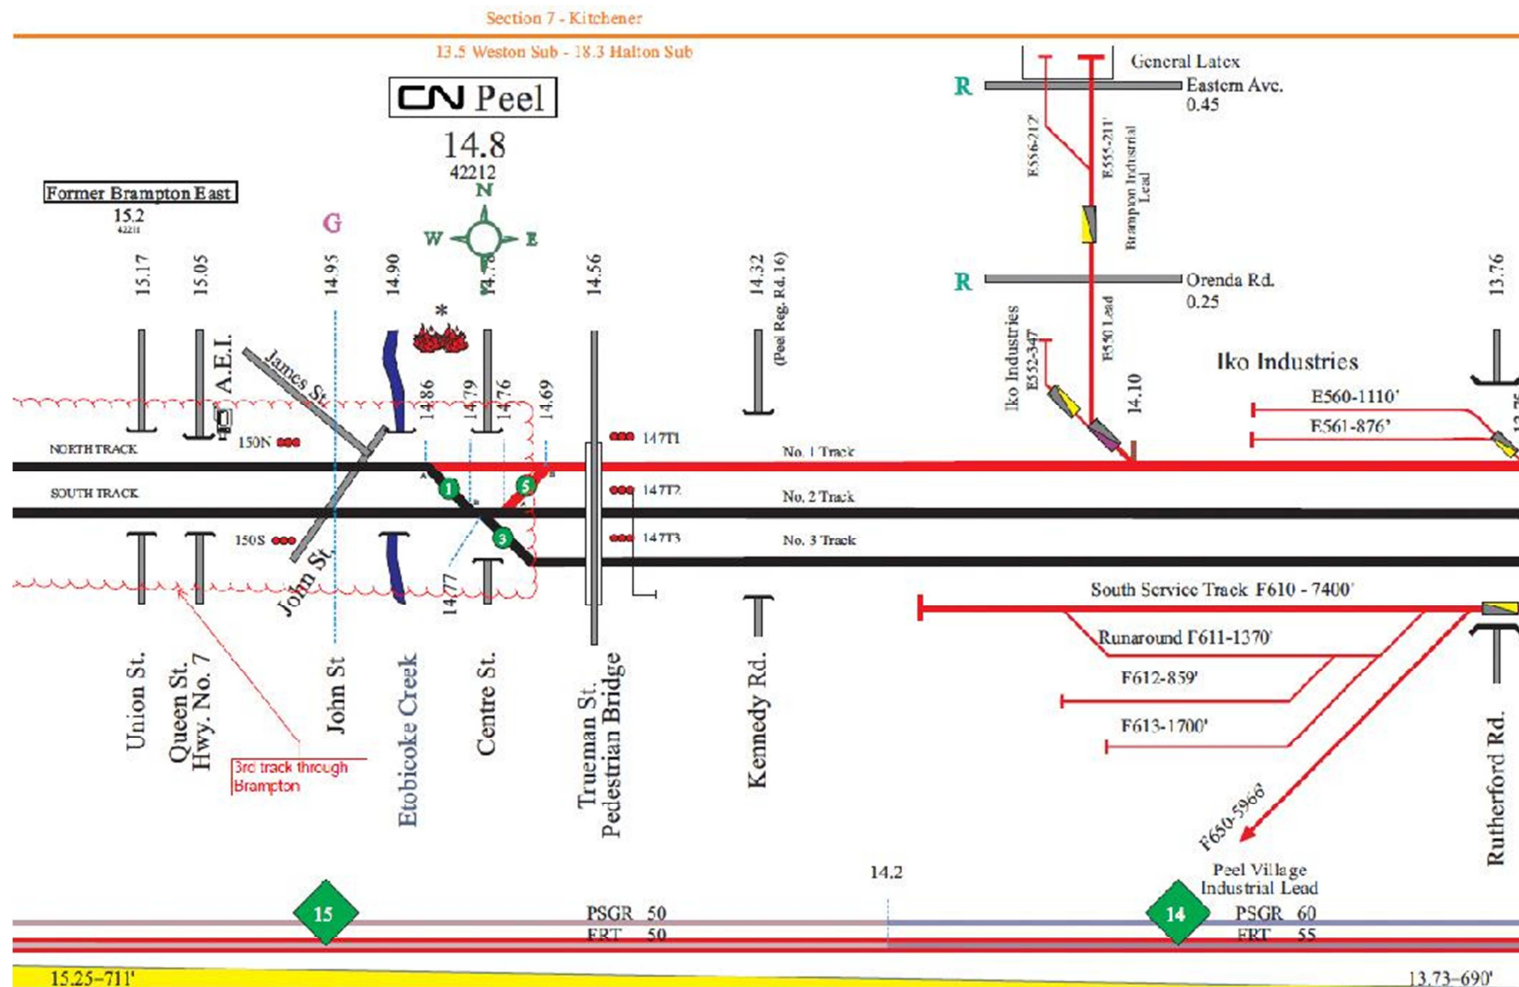 Section 7 - Kitchener
13.5 Weston Sub - 18.3 Halton Sub
CN Peel
14.8
42212
Former Brampton East
15.2
42211
G
N
W
E
General Latex
R
Eastern Ave.
0.45
E556-212'
E555-211'
Brampton Industrial
Lead
R
Orenda Rd.
0.25
15.17
15.05
14.95
14.90
14.78
14.56
14.32
(Peel Reg. Rd. 16)
13.76
A.E.I.
James St.
*
14.86
14.79
14.76
14.69
Iko Industries
E552-347'
E550 Lead
14.10
Iko Industries
E560-1110'
E561-876'
150N
147T1
NORTH TRACK
No. 1 Track
A
B
1
5
147T2
SOUTH TRACK
No. 2 Track
150S
3
147T3
No. 3 Track
John St.
14.77
South Service Track F610 - 7400'
Runaround F611-1370'
F612-859'
F613-1700'
F650-5966'
Union St.
Queen St.
Hwy. No. 7
John St
Etobicoke Creek
Centre St.
Trueman St.
Pedestrian Bridge
Kennedy Rd.
Rutherford Rd.
3rd track through
Brampton
14.2
Peel Village
Industrial Lead
15
PSGR 50
FRT 50
14
PSGR 60
FRT 55
15.25-711'
13.73-690'